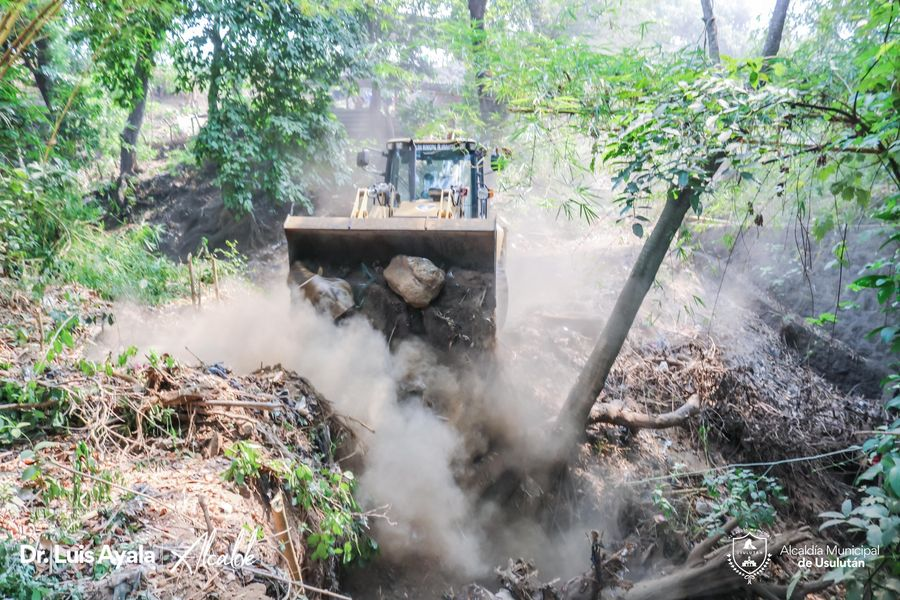 Dr. Luis Ayala
Alcalde
Alcaldía Municipal
de Usulután